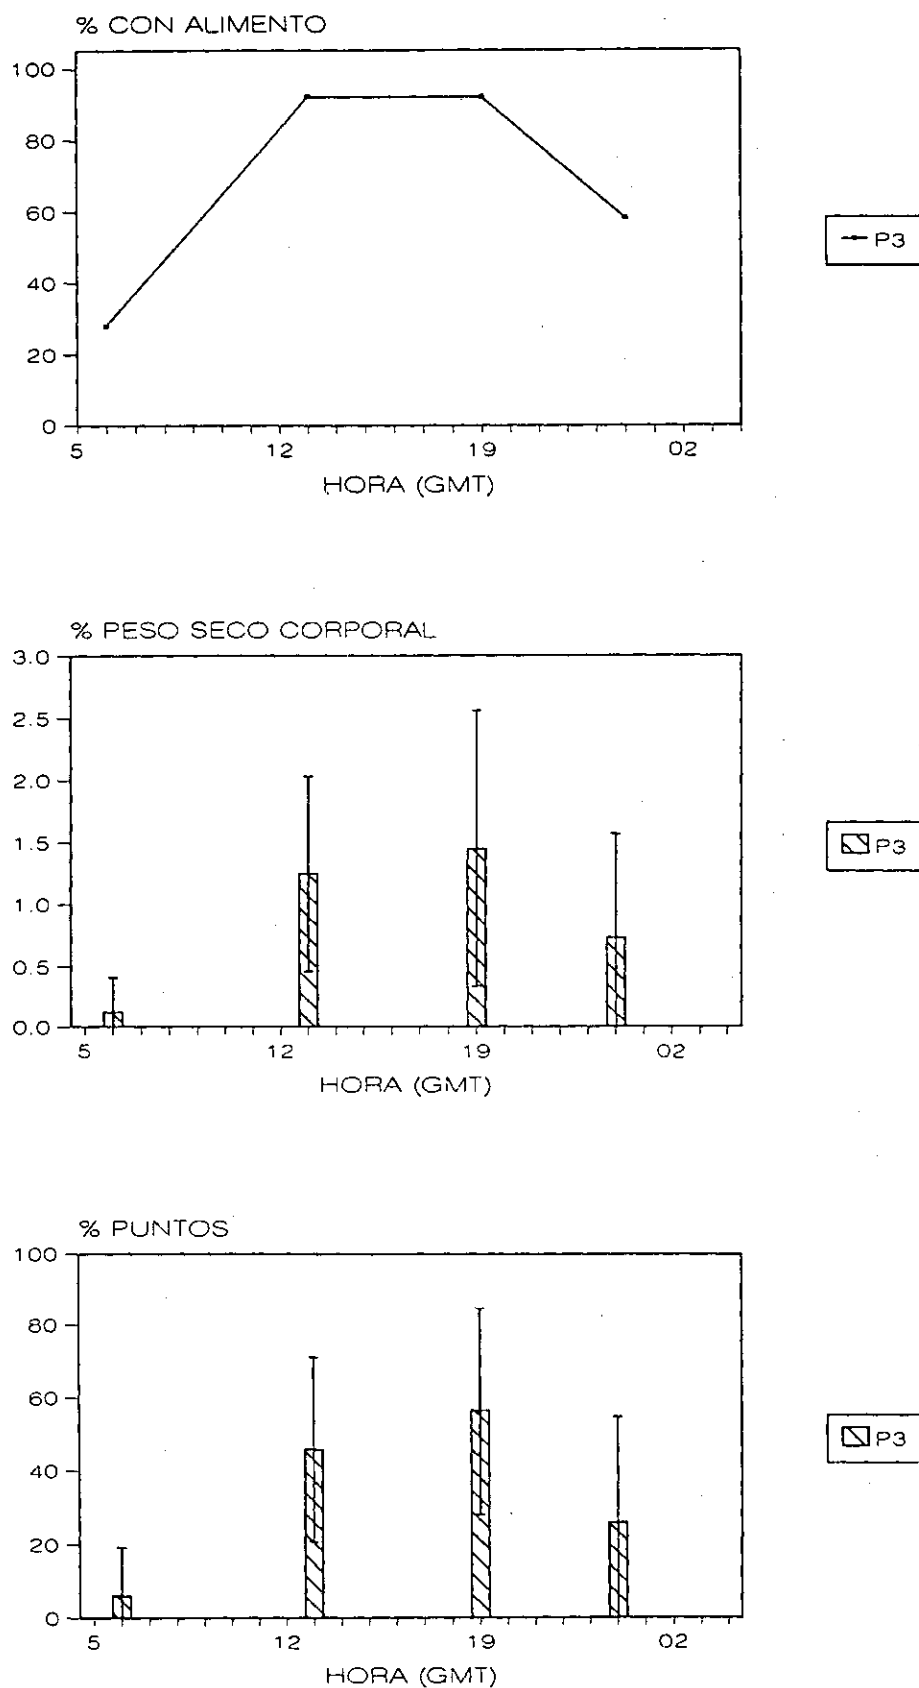 % CON ALIMENTO
100
80
60
40
20
0
5 12 19 02
HORA (GMT)
P3
% PESO SECO CORPORAL
3.0
2.5
2.0
1.5
1.0
0.5
0.0
5 12 19 02
HORA (GMT)
P3
% PUNTOS
100
80
60
40
20
0
5 12 19 02
HORA (GMT)
P3